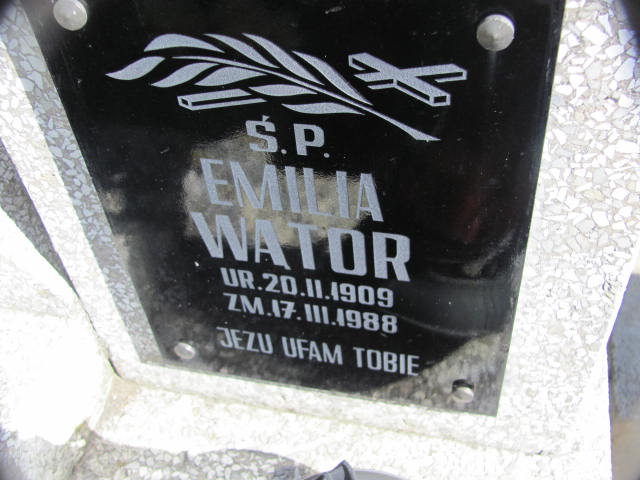 Ś.P.
EMILIA
WATOR
UR.20.II.1909
ZM.17.III.1988
JEZU UFAM TOBIE